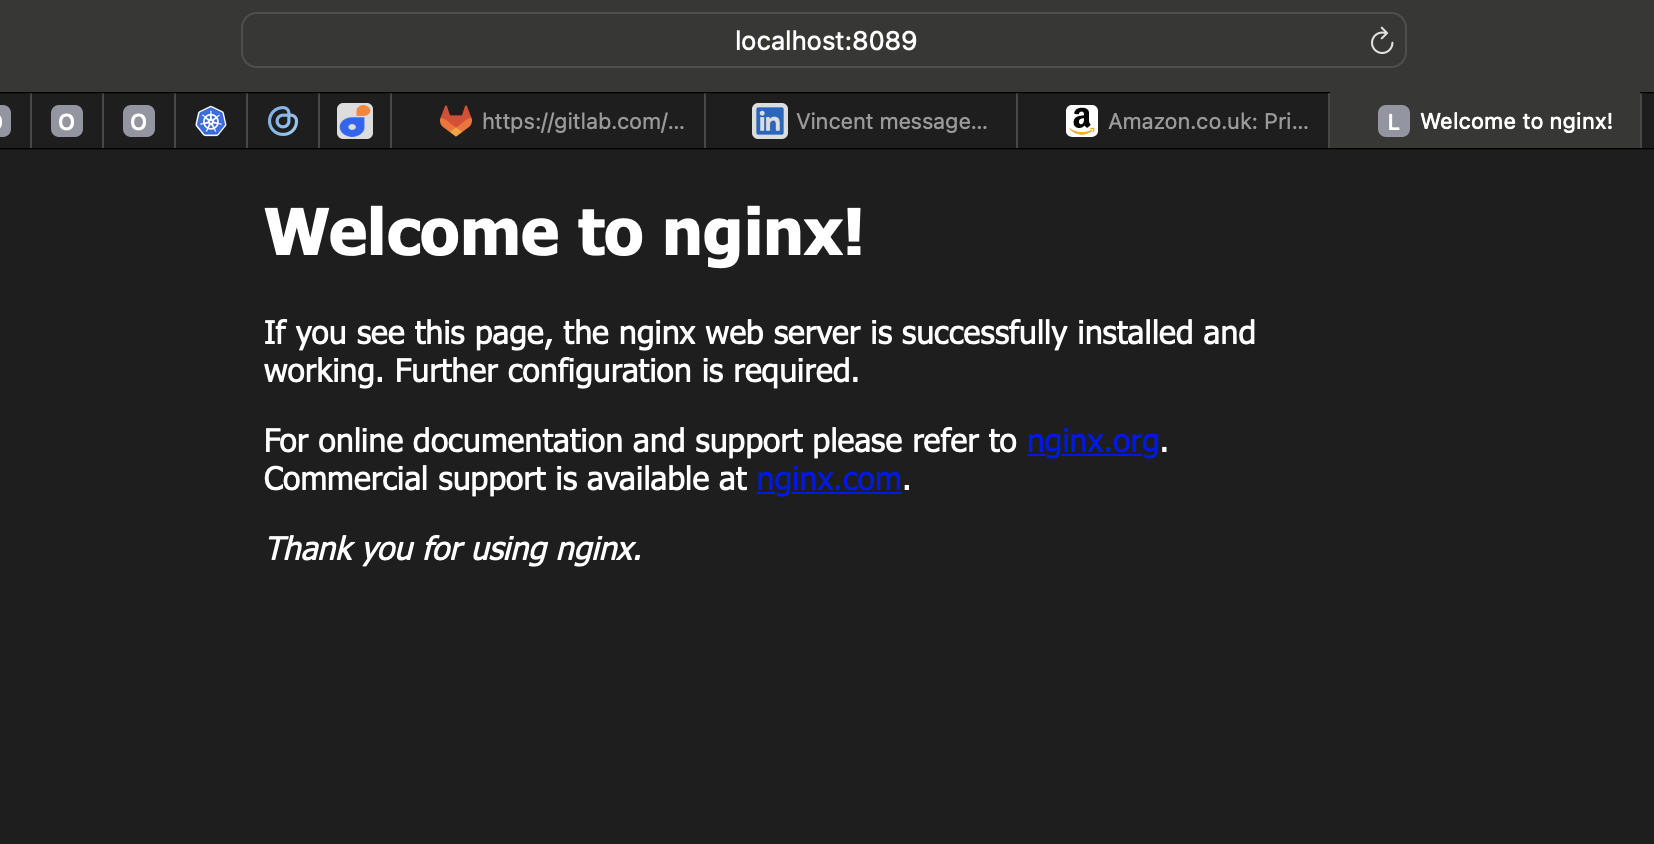 localhost:8089
O
O
https://gitlab.com/...
in
Vincent message...
a
Amazon.co.uk: Pri...
L
Welcome to nginx!
Welcome to nginx!
If you see this page, the nginx web server is successfully installed and
working. Further configuration is required.
For online documentation and support please refer to nginx.org.
Commercial support is available at nginx.com.
Thank you for using nginx.